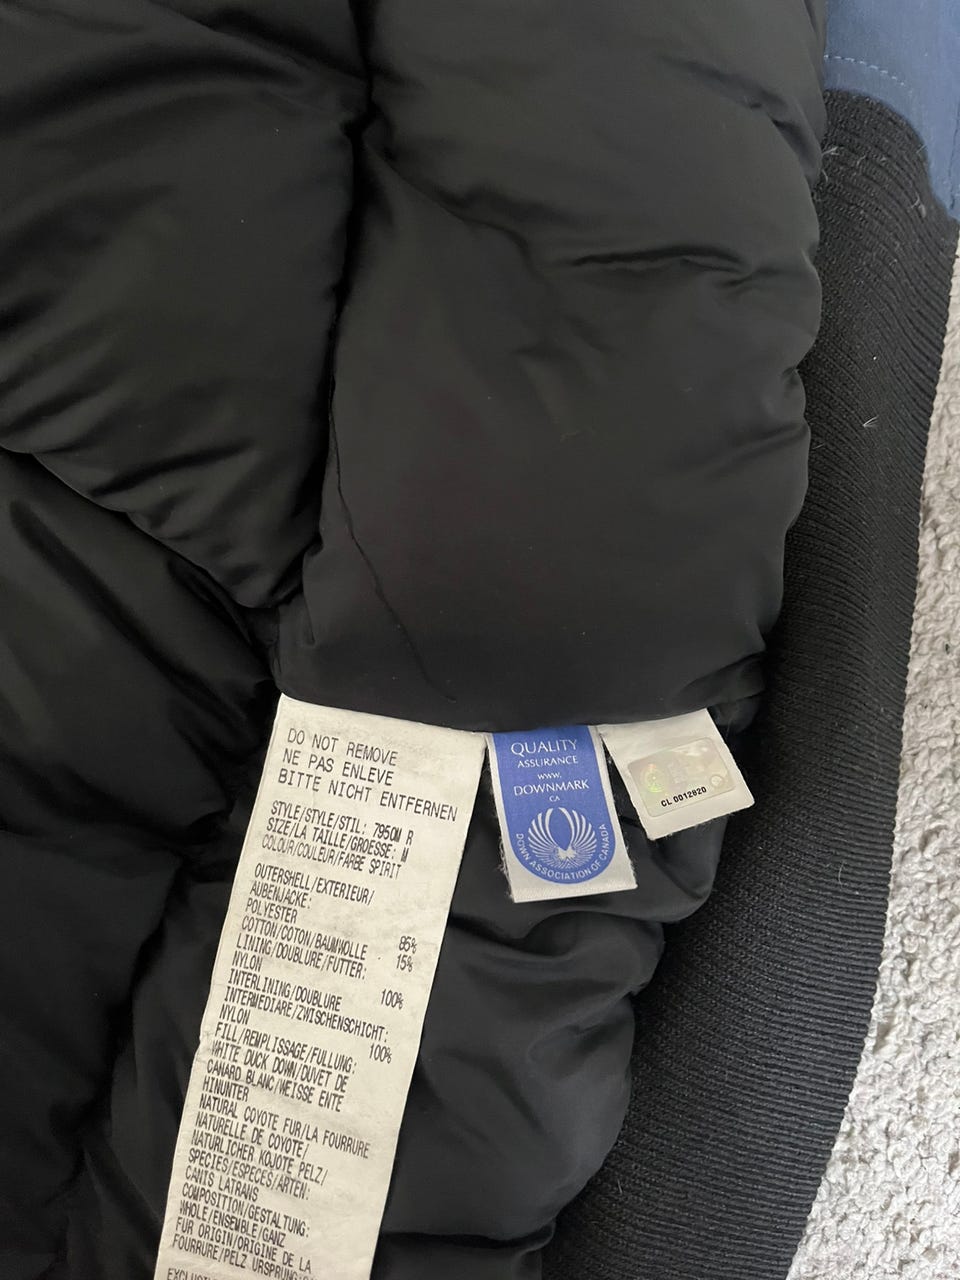 DO NOT REMOVE
NE PAS ENLEVE
BITTE NICHT ENTFERNEN
STYLE/STYLE/STIL: 7950M R
SIZE/LA TAILLE/GROESSE: M
COLOUR/COULEUR/FARBE SPIRIT
OUTERSHELL/EXTERIEUR/
AUßENJACKE:
POLYESTER 85%
COTTON/COTON/BAUMWOLLE 15%
LINING/DOUBLURE/FUTTER:
NYLON 100%
INTERLINING/DOUBLURE
INTERMEDIARE/ZWISCHENSCHICHT:
NYLON 100%
FILL/REMPLISSAGE/FULLUNG:
WHITE DUCK DOWN/DUVET DE
CANARD BLANC/WEISSE ENTE
HINUNTER
NATURAL COYOTE FUR/LA FOURRURE
NATURELLE DE COYOTE/
NATURLICHER KOJOTE PELZ/
SPECIES/ESPECES/ARTEN:
CANIS LATRANS
COMPOSITION/GESTALTUNG:
WHOLE/ENSEMBLE/GANZ
FUR ORIGIN/ORIGINE DE LA
FOURRURE/PELZ URSPRUNG/
QUALITY
ASSURANCE
www.
DOWNMARK
CA
DOWN ASSOCIATION OF CANADA
CL 0012820